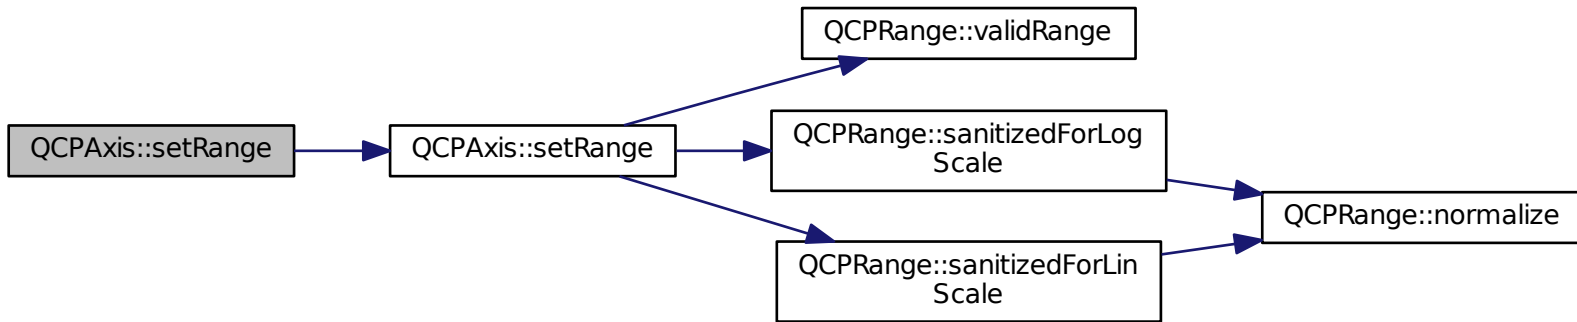 QCPRange::validRange
QCPAxis::setRange
QCPAxis::setRange
QCPRange::sanitizedForLog
Scale
QCPRange::normalize
QCPRange::sanitizedForLin
Scale